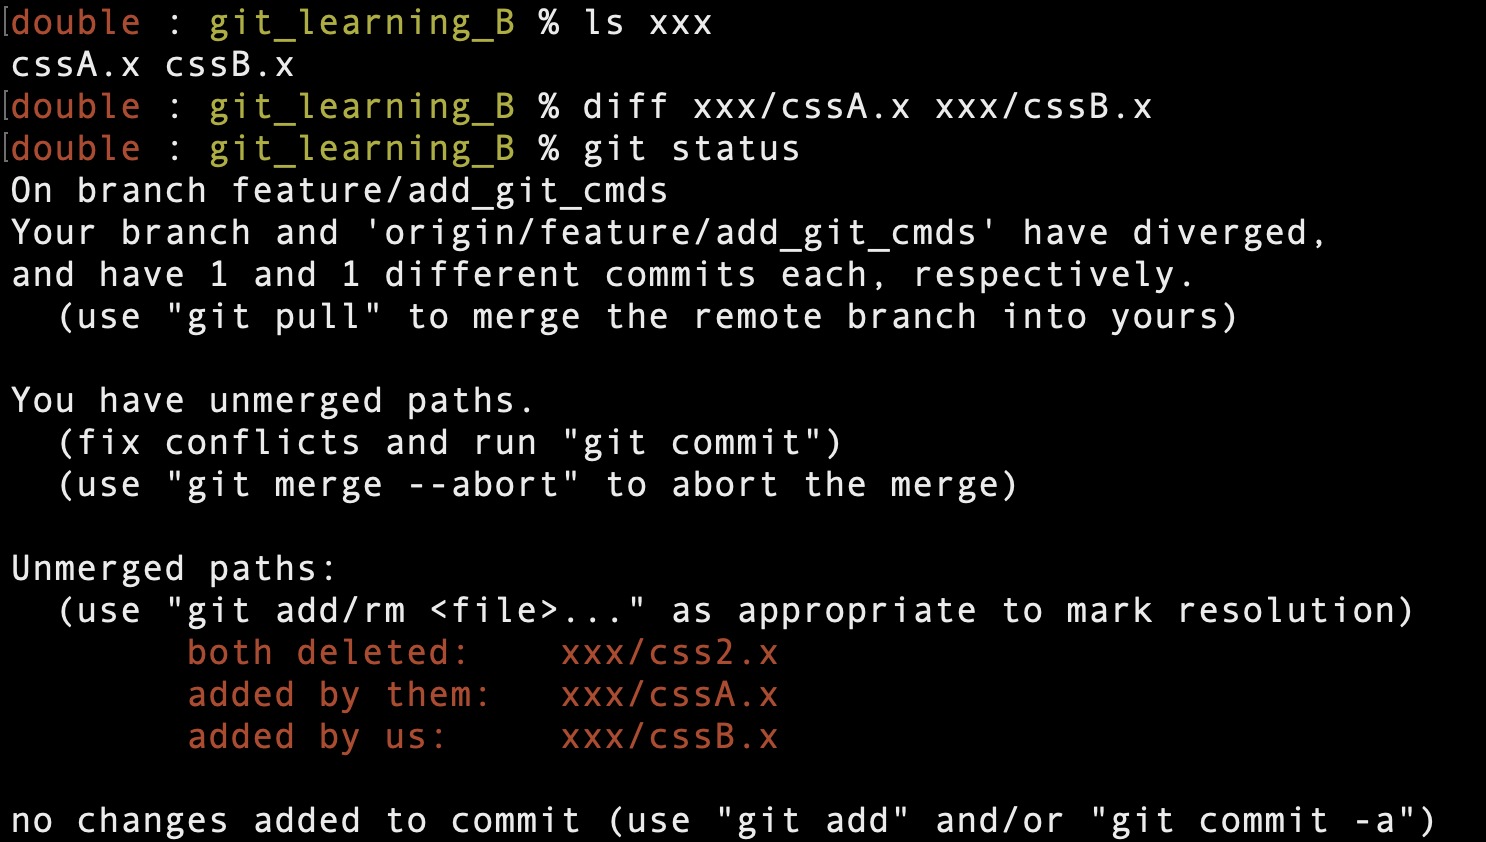 [double : git_learning_B % ls xxx
cssA.x cssB.x
[double : git_learning_B % diff xxx/cssA.x xxx/cssB.x
[double : git_learning_B % git status
On branch feature/add_git_cmds
Your branch and 'origin/feature/add_git_cmds' have diverged,
and have 1 and 1 different commits each, respectively.
  (use "git pull" to merge the remote branch into yours)

You have unmerged paths.
  (fix conflicts and run "git commit")
  (use "git merge --abort" to abort the merge)

Unmerged paths:
  (use "git add/rm <file>..." as appropriate to mark resolution)
        both deleted:    xxx/css2.x
        added by them:   xxx/cssA.x
        added by us:     xxx/cssB.x

no changes added to commit (use "git add" and/or "git commit -a")